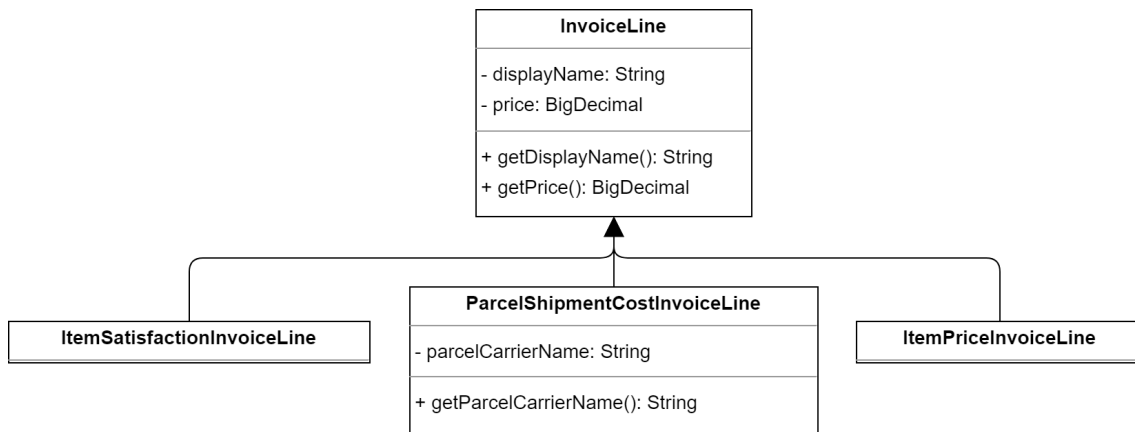 InvoiceLine
- displayName: String
- price: BigDecimal
+ getDisplayName(): String
+ getPrice(): BigDecimal
ItemSatisfactionInvoiceLine
ParcelShipmentCostInvoiceLine
- parcelCarrierName: String
+ getParcelCarrierName(): String
ItemPriceInvoiceLine